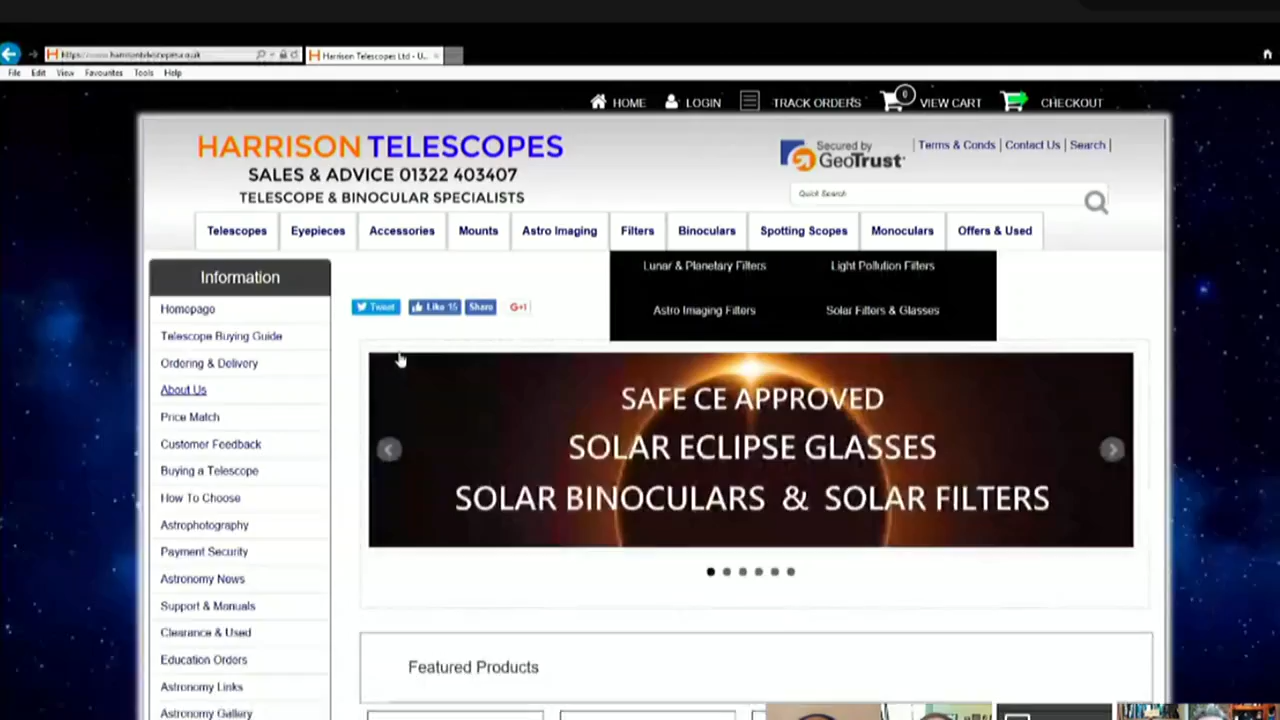 Harrison Telescopes Ltd - U...
File Edit View Favourites Tools Help
HOME LOGIN TRACK ORDERS 0 VIEW CART CHECKOUT
HARRISON TELESCOPES
SALES & ADVICE 01322 403407
TELESCOPE & BINOCULAR SPECIALISTS
Secured by
GeoTrust
Terms & Conds | Contact Us | Search |
Quick Search
Telescopes Eyepieces Accessories Mounts Astro Imaging Filters Binoculars Spotting Scopes Monoculars Offers & Used
Lunar & Planetary Filters Light Pollution Filters
Astro Imaging Filters Solar Filters & Glasses
Information
Homepage
Telescope Buying Guide
Ordering & Delivery
About Us
Price Match
Customer Feedback
Buying a Telescope
How To Choose
Astrophotography
Payment Security
Astronomy News
Support & Manuals
Clearance & Used
Education Orders
Astronomy Links
Astronomy Gallery
Tweet Like 15 Share G+1
SAFE CE APPROVED
SOLAR ECLIPSE GLASSES
SOLAR BINOCULARS & SOLAR FILTERS
Featured Products